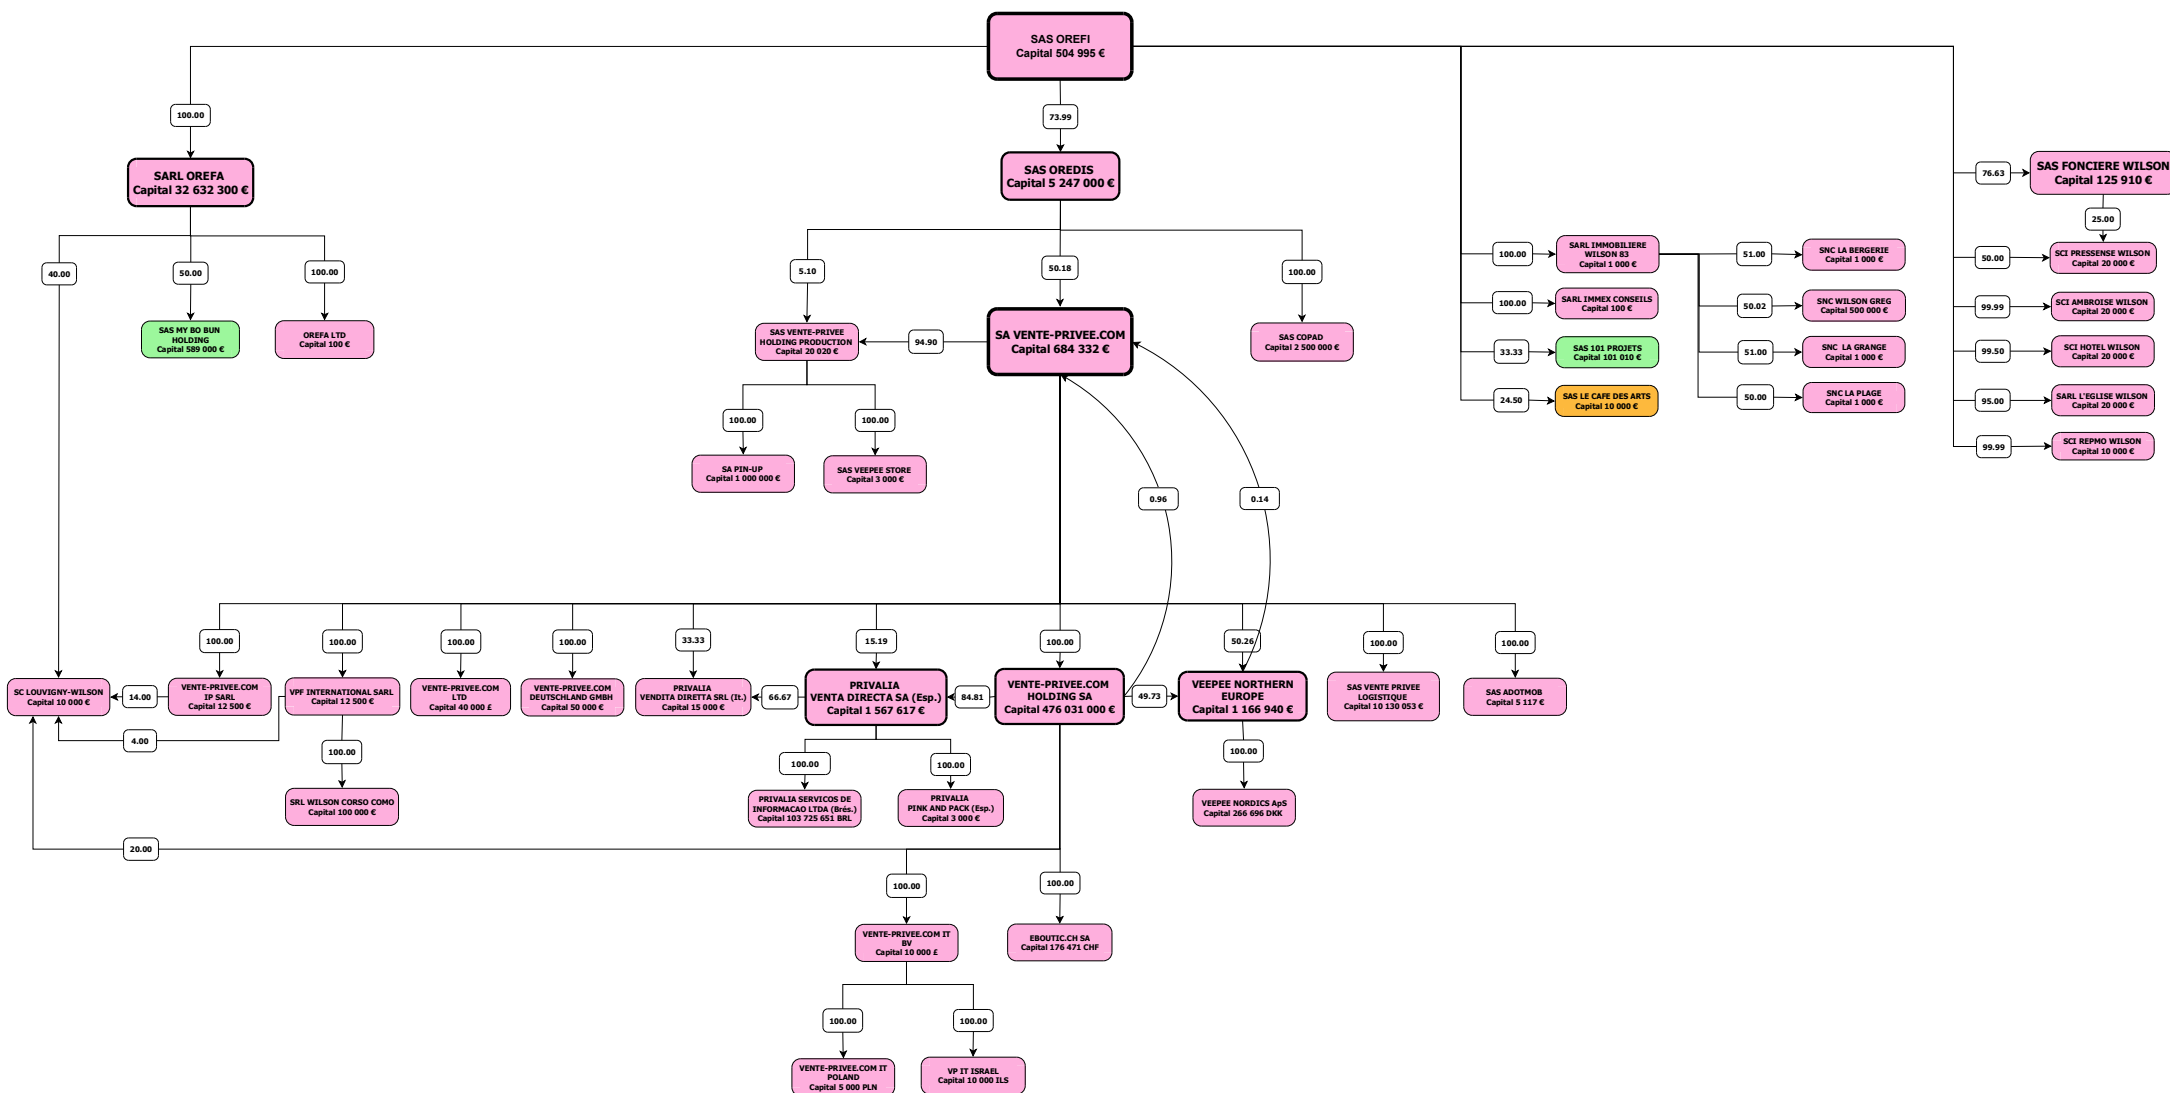 SAS OREFI
Capital 504 995 €
100.00
73.99
SARL OREFA
Capital 32 632 300 €
SAS OREDIS
Capital 5 247 000 €
76.63
SAS FONCIERE WILSON
Capital 125 910 €
25.00
40.00
50.00
100.00
5.10
50.18
100.00
100.00
SARL IMMOBILIERE
WILSON 83
Capital 1 000 €
51.00
SNC LA BERGERIE
Capital 1 000 €
50.00
SCI PRESSENSE WILSON
Capital 20 000 €
100.00
SARL IMMEX CONSEILS
Capital 100 €
50.02
SNC WILSON GREG
Capital 500 000 €
99.99
SCI AMBROISE WILSON
Capital 20 000 €
SAS MY BO BUN
HOLDING
Capital 589 000 €
OREFA LTD
Capital 100 €
SAS VENTE-PRIVEE
HOLDING PRODUCTION
Capital 20 020 €
94.90
SA VENTE-PRIVEE.COM
Capital 684 332 €
SAS COPAD
Capital 2 500 000 €
33.33
SAS 101 PROJETS
Capital 101 010 €
51.00
SNC  LA GRANGE
Capital 1 000 €
99.50
SCI HOTEL WILSON
Capital 20 000 €
24.50
SAS LE CAFE DES ARTS
Capital 10 000 €
50.00
SNC LA PLAGE
Capital 1 000 €
95.00
SARL L'EGLISE WILSON
Capital 20 000 €
99.99
SCI REPMO WILSON
Capital 10 000 €
100.00
100.00
SA PIN-UP
Capital 1 000 000 €
SAS VEEPEE STORE
Capital 3 000 €
0.96
0.14
100.00
100.00
100.00
100.00
33.33
15.19
100.00
50.26
100.00
100.00
SC LOUVIGNY-WILSON
Capital 10 000 €
14.00
VENTE-PRIVEE.COM
IP SARL
Capital 12 500 €
VPF INTERNATIONAL SARL
Capital 12 500 €
VENTE-PRIVEE.COM
LTD
Capital 40 000 £
VENTE-PRIVEE.COM
DEUTSCHLAND GMBH
Capital 50 000 €
PRIVALIA
VENDITA DIRETTA SRL (It.)
Capital 15 000 €
66.67
PRIVALIA
VENTA DIRECTA SA (Esp.)
Capital 1 567 617 €
84.81
VENTE-PRIVEE.COM
HOLDING SA
Capital 476 031 000 €
49.73
VEEPEE NORTHERN
EUROPE
Capital 1 166 940 €
SAS VENTE PRIVEE
LOGISTIQUE
Capital 10 130 053 €
SAS ADOTMOB
Capital 5 117 €
4.00
100.00
100.00
100.00
100.00
SRL WILSON CORSO COMO
Capital 100 000 €
PRIVALIA SERVICOS DE
INFORMACAO LTDA (Brés.)
Capital 103 725 651 BRL
PRIVALIA
PINK AND PACK (Esp.)
Capital 3 000 €
VEEPEE NORDICS ApS
Capital 266 696 DKK
20.00
100.00
100.00
VENTE-PRIVEE.COM IT
BV
Capital 10 000 £
EBOUTIC.CH SA
Capital 176 471 CHF
100.00
100.00
VENTE-PRIVEE.COM IT
POLAND
Capital 5 000 PLN
VP IT ISRAEL
Capital 10 000 ILS